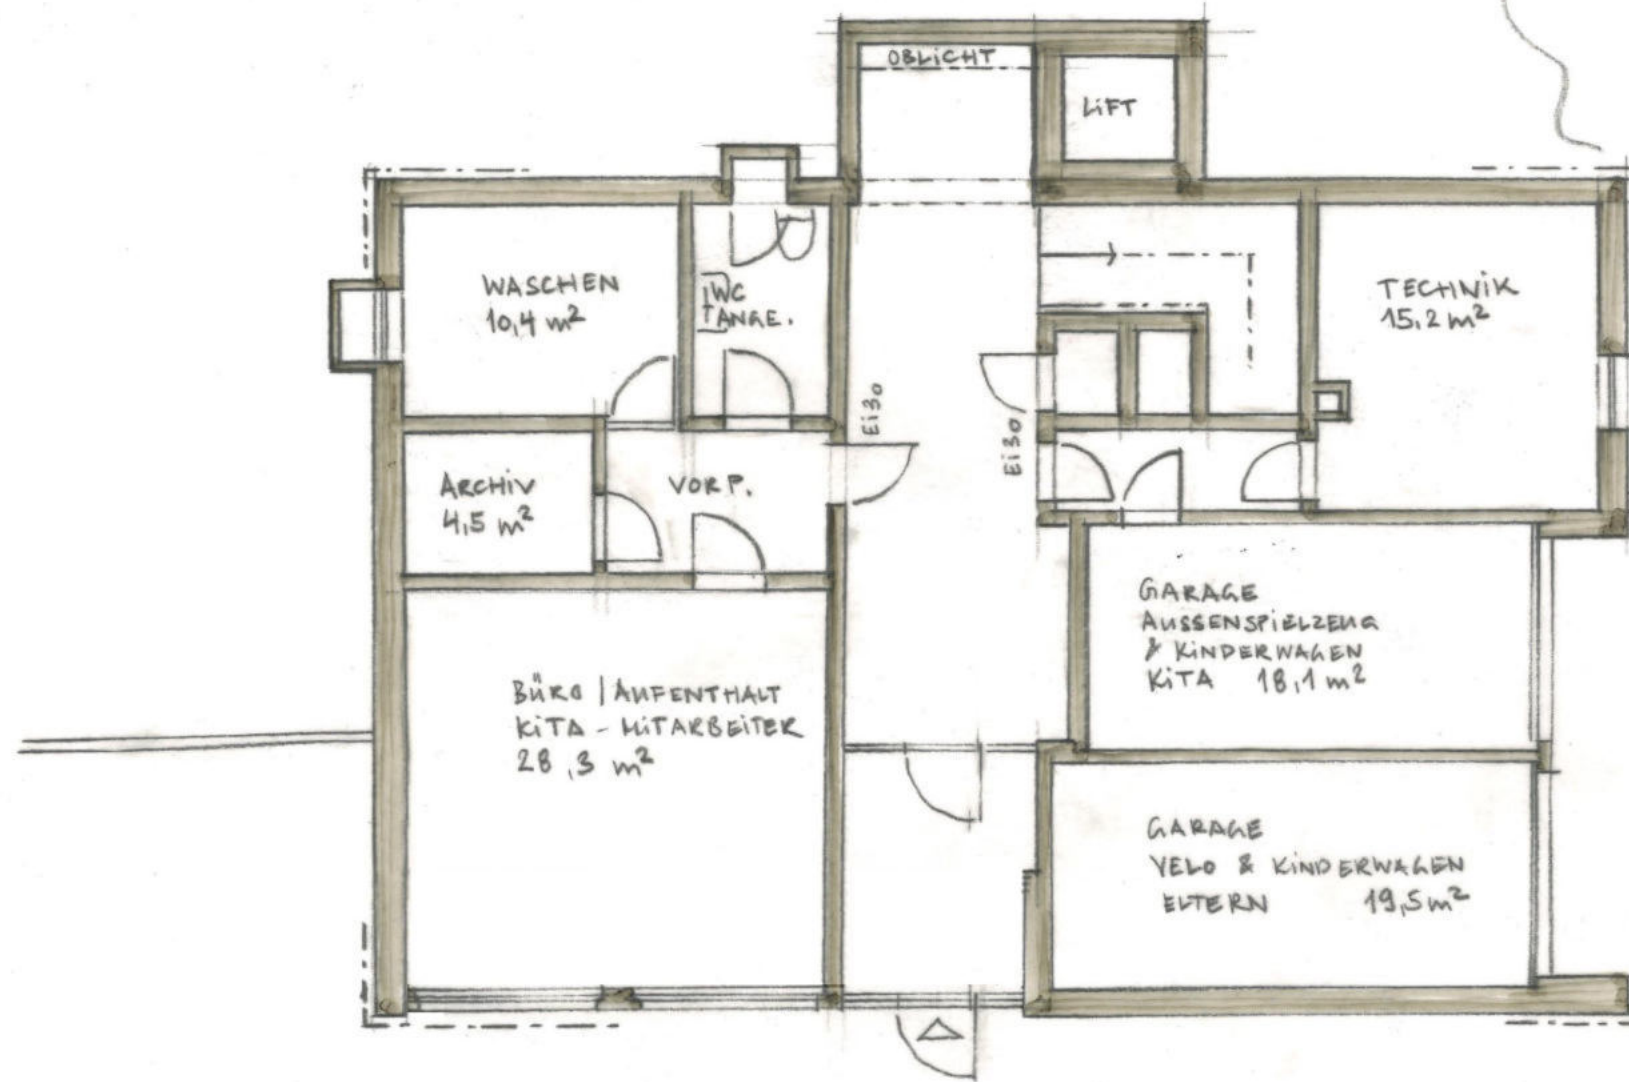 OBLICHT
LIFT
WASCHEN
10,4 m²
WC
ANGE.
TECHNIK
15,2 m²
Ei30
Ei30
ARCHIV
4,5 m²
VORP.
GARAGE
AUSSENSPIELZEUG
& KINDERWAGEN
KITA 18,1 m²
BÜRO / AUFENTHALT
KITA - MITARBEITER
28,3 m²
GARAGE
VELO & KINDERWAGEN
ELTERN 19,5 m²